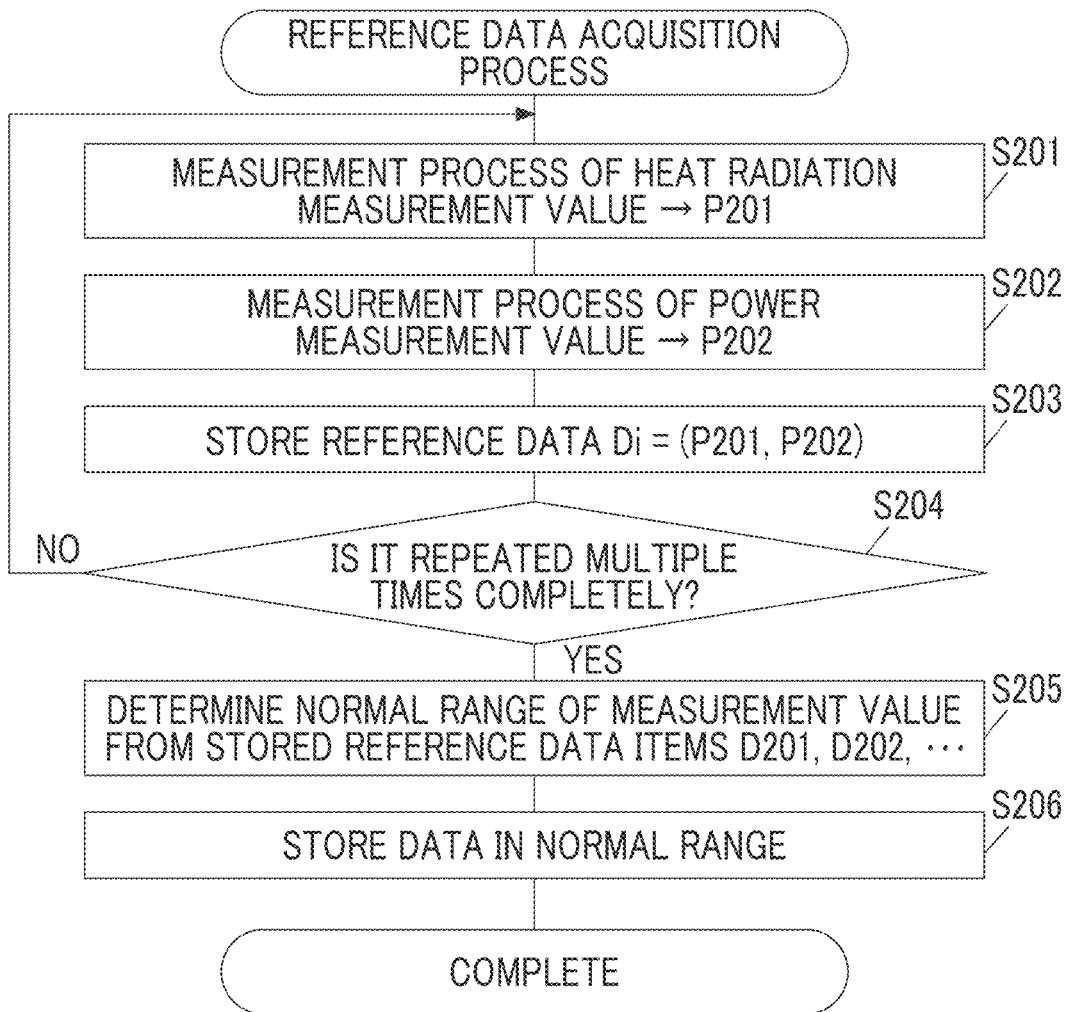 REFERENCE DATA ACQUISITION
PROCESS
S201
MEASUREMENT PROCESS OF HEAT RADIATION
MEASUREMENT VALUE → P201
S202
MEASUREMENT PROCESS OF POWER
MEASUREMENT VALUE → P202
S203
STORE REFERENCE DATA Di = (P201, P202)
S204
NO
IS IT REPEATED MULTIPLE
TIMES COMPLETELY?
YES
S205
DETERMINE NORMAL RANGE OF MEASUREMENT VALUE
FROM STORED REFERENCE DATA ITEMS D201, D202, ···
S206
STORE DATA IN NORMAL RANGE
COMPLETE